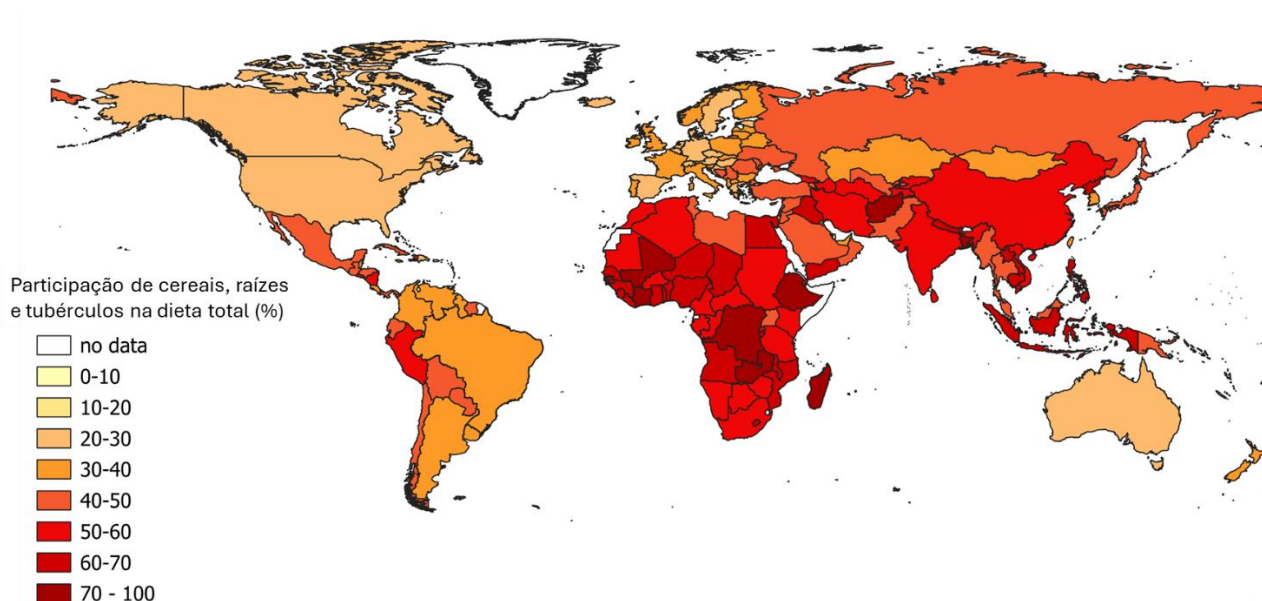 Participação de cereais, raízes
e tubérculos na dieta total (%)
no data
0-10
10-20
20-30
30-40
40-50
50-60
60-70
70 - 100